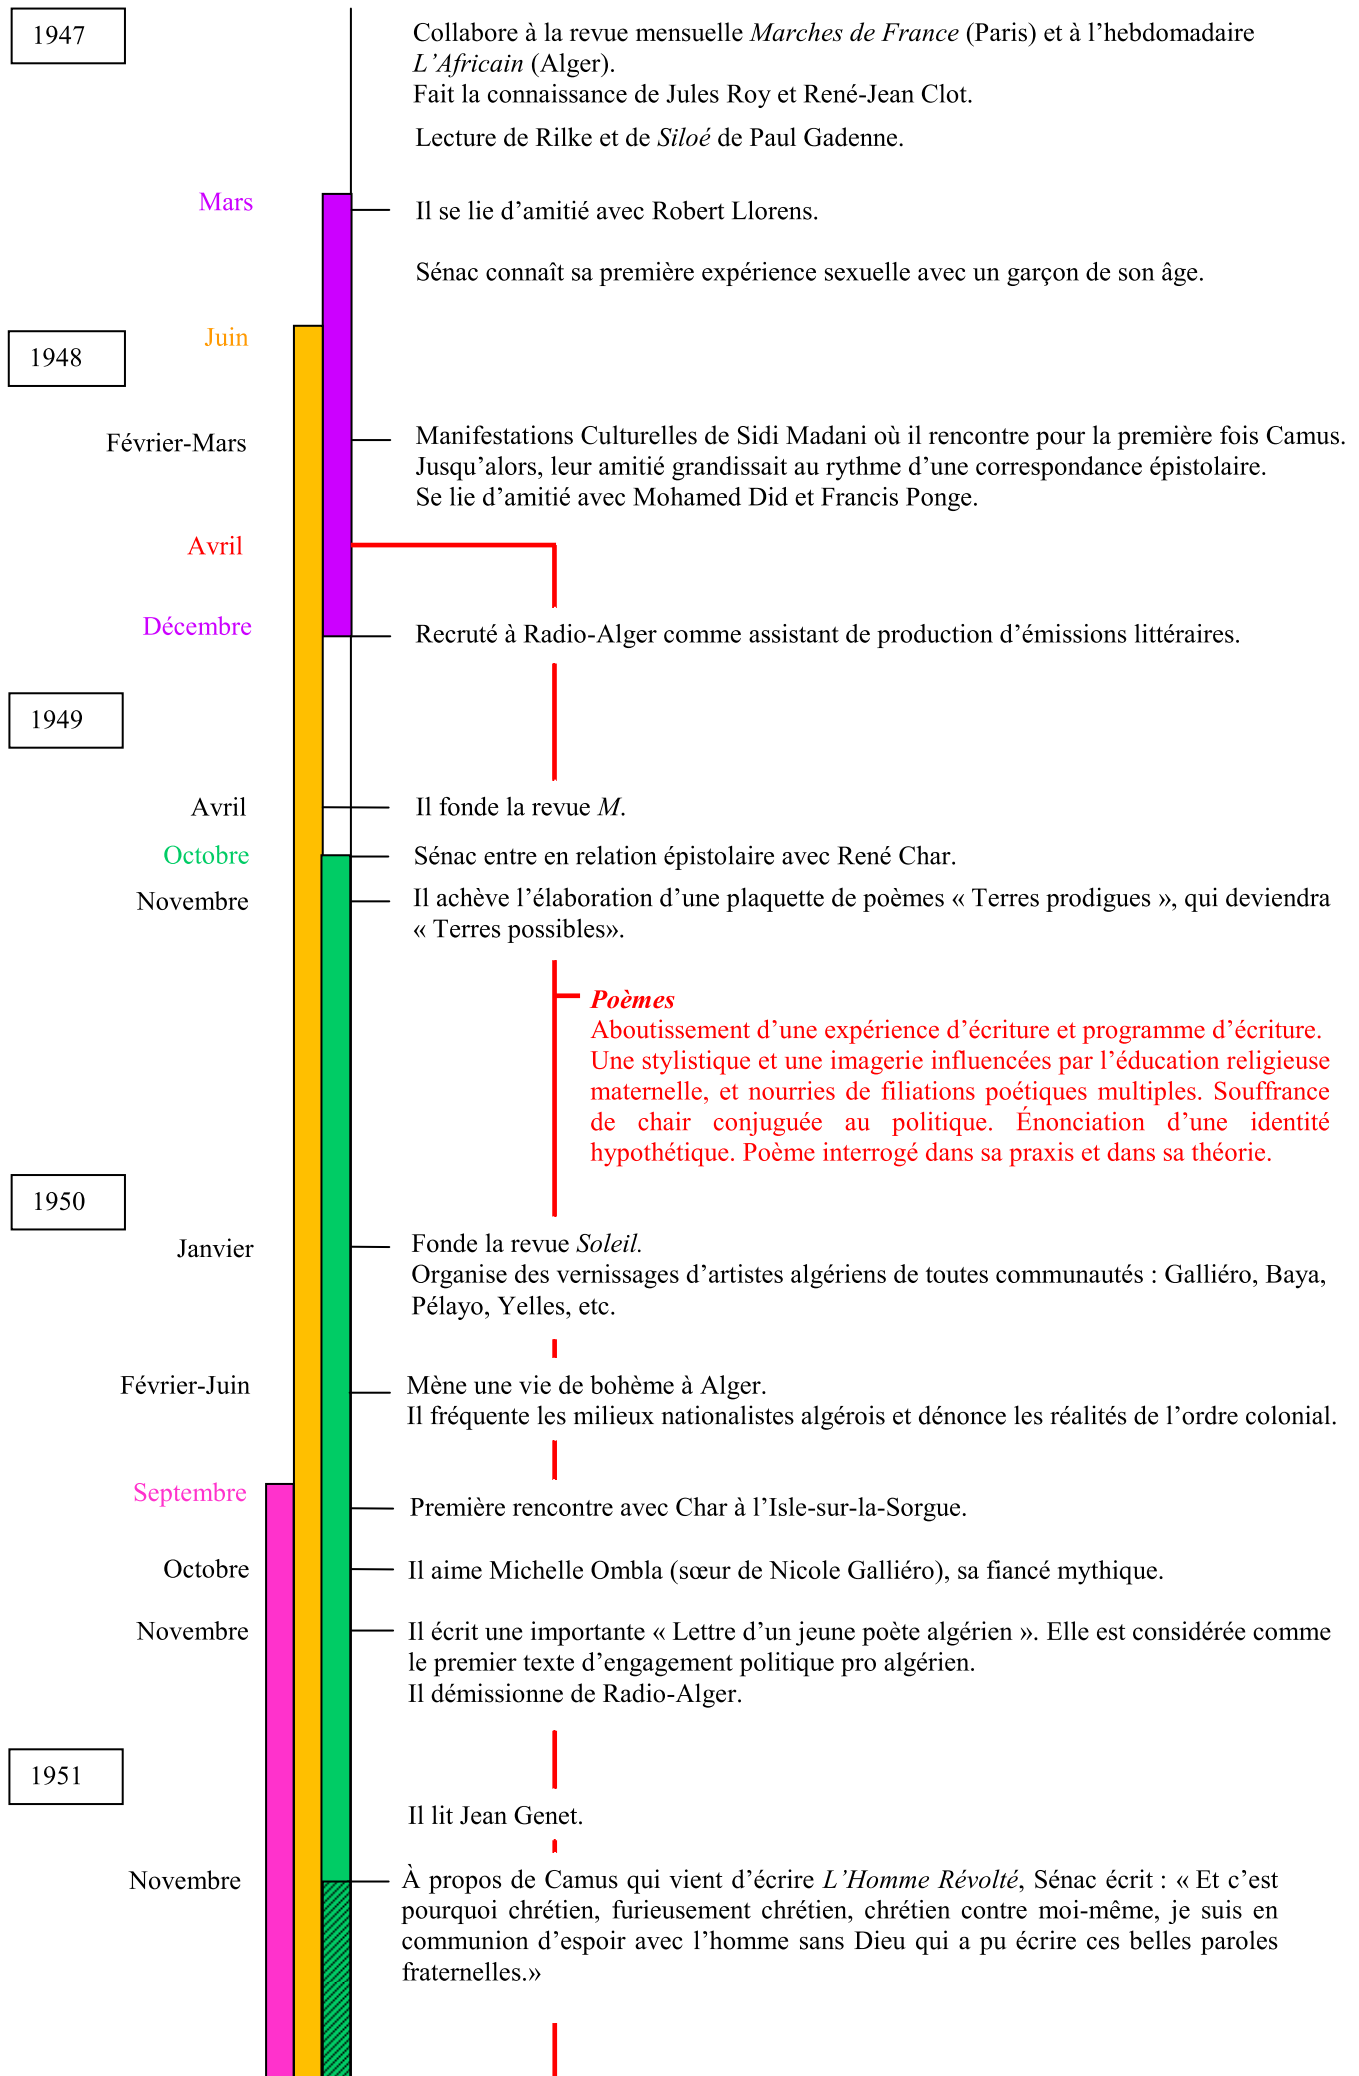 1947
Collabore à la revue mensuelle Marches de France (Paris) et à l’hebdomadaire
L’Africain (Alger).
Fait la connaissance de Jules Roy et René-Jean Clot.
Lecture de Rilke et de Siloé de Paul Gadenne.
Mars
Il se lie d’amitié avec Robert Llorens.
Sénac connaît sa première expérience sexuelle avec un garçon de son âge.
Juin
1948
Février-Mars
Manifestations Culturelles de Sidi Madani où il rencontre pour la première fois Camus.
Jusqu’alors, leur amitié grandissait au rythme d’une correspondance épistolaire.
Se lie d’amitié avec Mohamed Did et Francis Ponge.
Avril
Décembre
Recruté à Radio-Alger comme assistant de production d’émissions littéraires.
1949
Avril
Il fonde la revue M.
Octobre
Sénac entre en relation épistolaire avec René Char.
Novembre
Il achève l’élaboration d’une plaquette de poèmes « Terres prodigues », qui deviendra
« Terres possibles».
Poèmes
Aboutissement d’une expérience d’écriture et programme d’écriture.
Une stylistique et une imagerie influencées par l’éducation religieuse
maternelle, et nourries de filiations poétiques multiples. Souffrance
de chair conjuguée au politique. Énonciation d’une identité
hypothétique. Poème interrogé dans sa praxis et dans sa théorie.
1950
Janvier
Fonde la revue Soleil.
Organise des vernissages d’artistes algériens de toutes communautés : Galliéro, Baya,
Pélayo, Yelles, etc.
Février-Juin
Mène une vie de bohème à Alger.
Il fréquente les milieux nationalistes algérois et dénonce les réalités de l’ordre colonial.
Septembre
Première rencontre avec Char à l’Isle-sur-la-Sorgue.
Octobre
Il aime Michelle Ombla (sœur de Nicole Galliéro), sa fiancé mythique.
Novembre
Il écrit une importante « Lettre d’un jeune poète algérien ». Elle est considérée comme
le premier texte d’engagement politique pro algérien.
Il démissionne de Radio-Alger.
1951
Il lit Jean Genet.
Novembre
À propos de Camus qui vient d’écrire L’Homme Révolté, Sénac écrit : « Et c’est
pourquoi chrétien, furieusement chrétien, chrétien contre moi-même, je suis en
communion d’espoir avec l’homme sans Dieu qui a pu écrire ces belles paroles
fraternelles.»